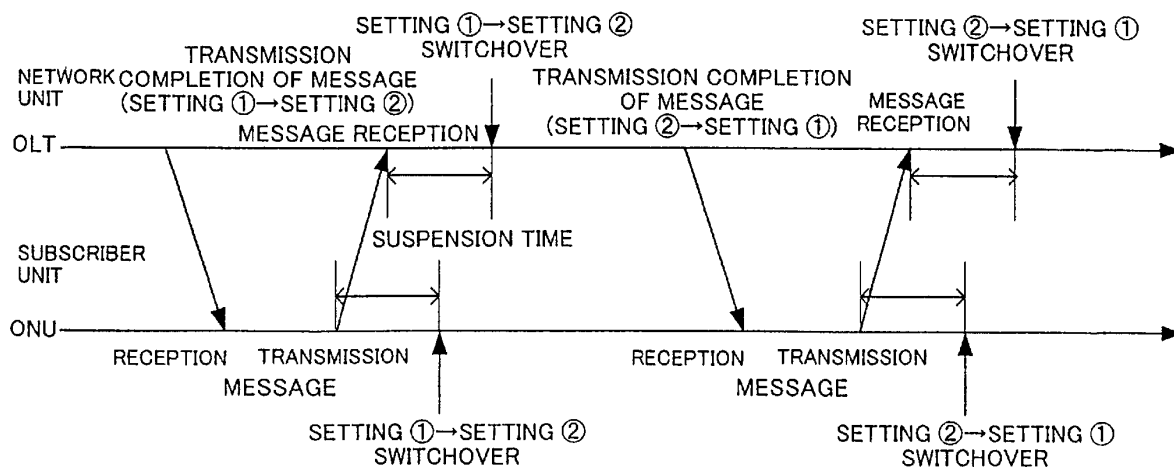 SETTING ①→SETTING ②
SWITCHOVER
SETTING ②→SETTING ①
SWITCHOVER
NETWORK
UNIT
TRANSMISSION
COMPLETION OF MESSAGE
(SETTING ①→SETTING ②)
MESSAGE RECEPTION
TRANSMISSION COMPLETION
OF MESSAGE
(SETTING ②→SETTING ①)
MESSAGE
RECEPTION
OLT
SUSPENSION TIME
SUBSCRIBER
UNIT
ONU
RECEPTION
TRANSMISSION
MESSAGE
RECEPTION
TRANSMISSION
MESSAGE
SETTING ①→SETTING ②
SWITCHOVER
SETTING ②→SETTING ①
SWITCHOVER